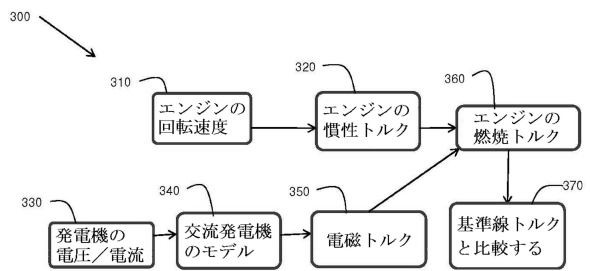 300
310
エンジンの
回転速度
320
エンジンの
慣性トルク
360
エンジンの
燃焼トルク
330
発電機の
電圧／電流
340
交流発電機
のモデル
350
電磁トルク
370
基準線トルク
と比較する